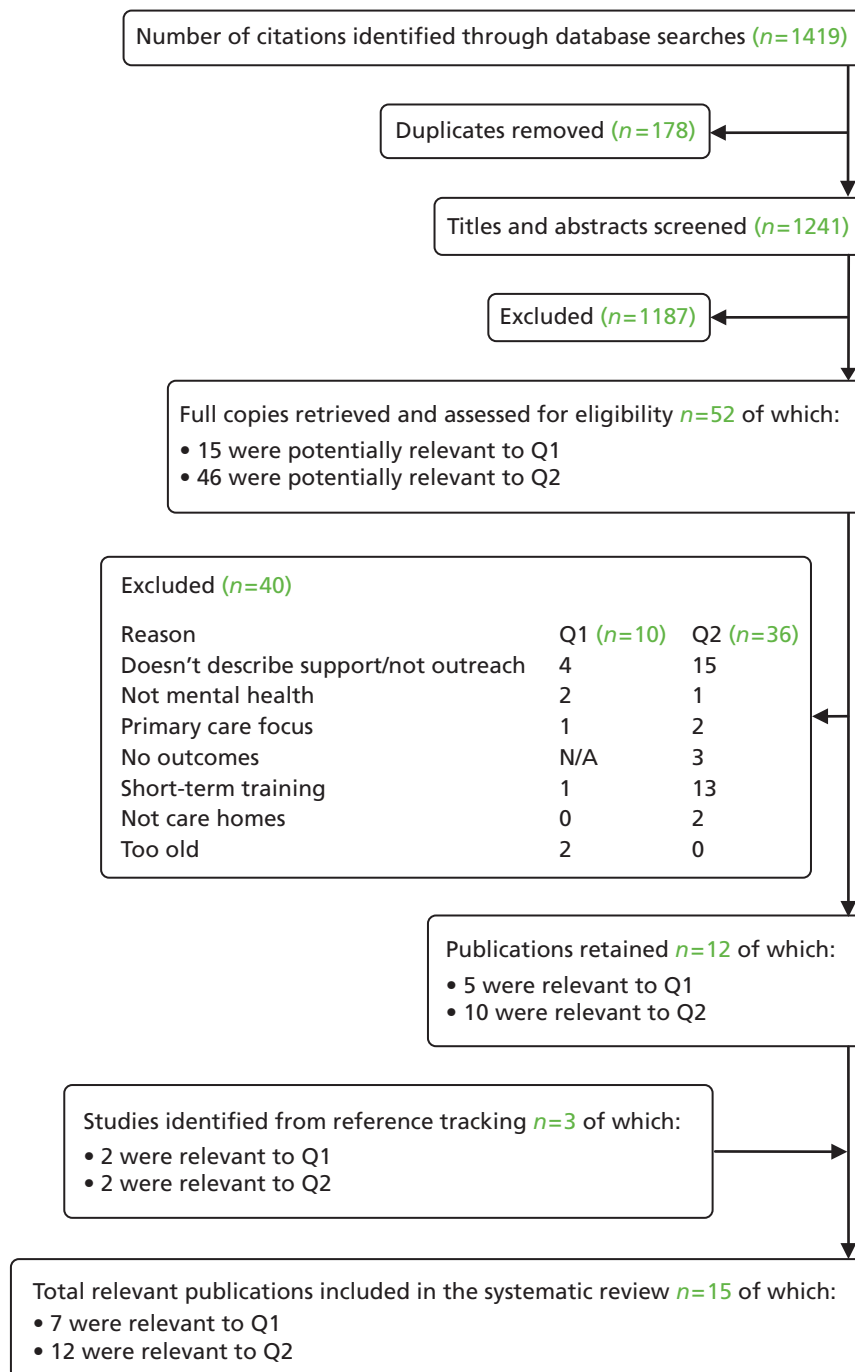 Number of citations identified through database searches (n=1419)
Duplicates removed (n=178)
Titles and abstracts screened (n=1241)
Excluded (n=1187)
Full copies retrieved and assessed for eligibility n=52 of which:
• 15 were potentially relevant to Q1
• 46 were potentially relevant to Q2
Excluded (n=40)
Reason Q1 (n=10) Q2 (n=36)
Doesn't describe support/not outreach 4 15
Not mental health 2 1
Primary care focus 1 2
No outcomes N/A 3
Short-term training 1 13
Not care homes 0 2
Too old 2 0
Publications retained n=12 of which:
• 5 were relevant to Q1
• 10 were relevant to Q2
Studies identified from reference tracking n=3 of which:
• 2 were relevant to Q1
• 2 were relevant to Q2
Total relevant publications included in the systematic review n=15 of which:
• 7 were relevant to Q1
• 12 were relevant to Q2